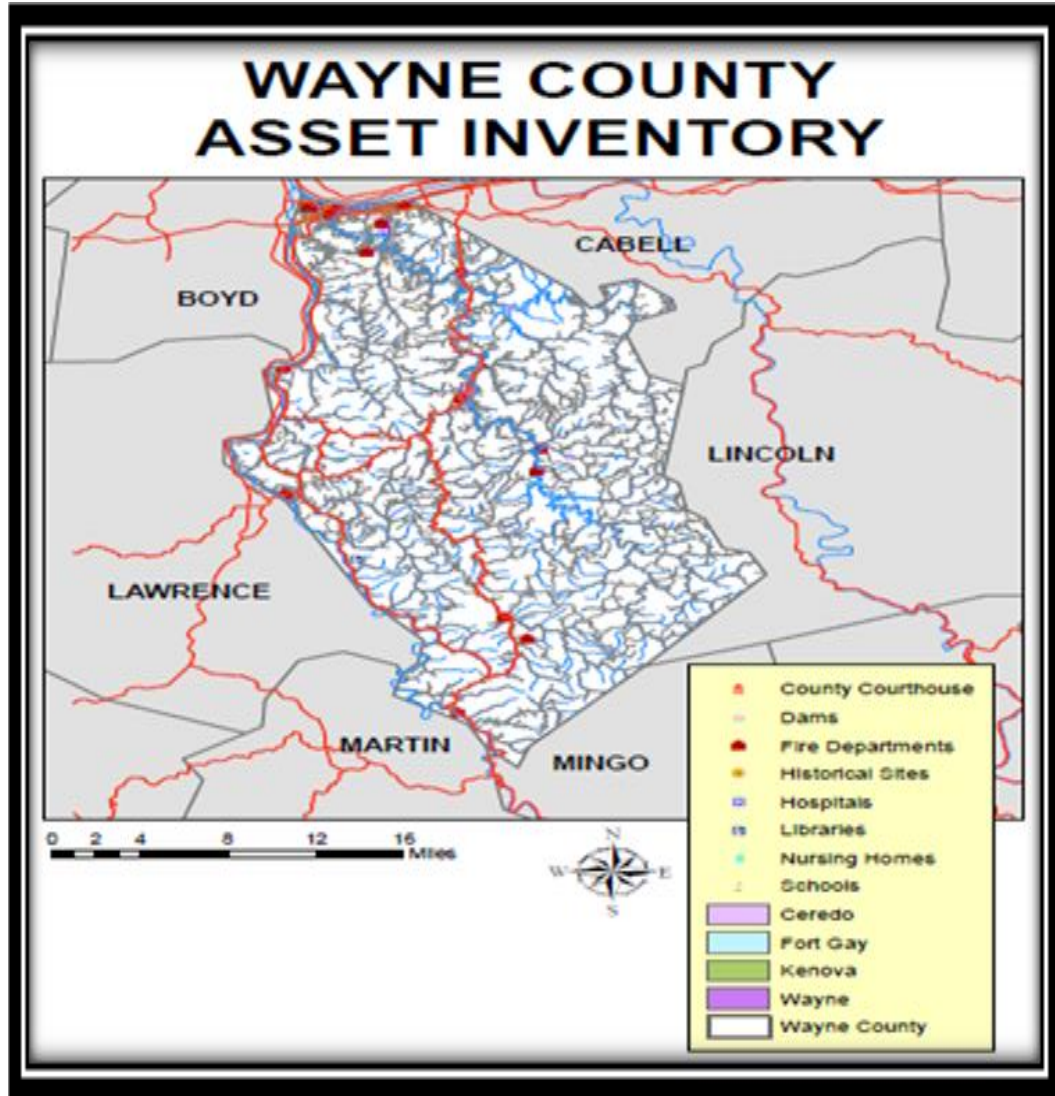 WAYNE COUNTY
ASSET INVENTORY
CABELL
BOYD
LINCOLN
LAWRENCE
MARTIN
MINGO
County Courthouse
Dams
Fire Departments
Historical Sites
Hospitals
Libraries
Nursing Homes
Schools
Ceredo
Fort Gay
Kenova
Wayne
Wayne County
0 2 4 8 12 16
Miles
N
W E
S